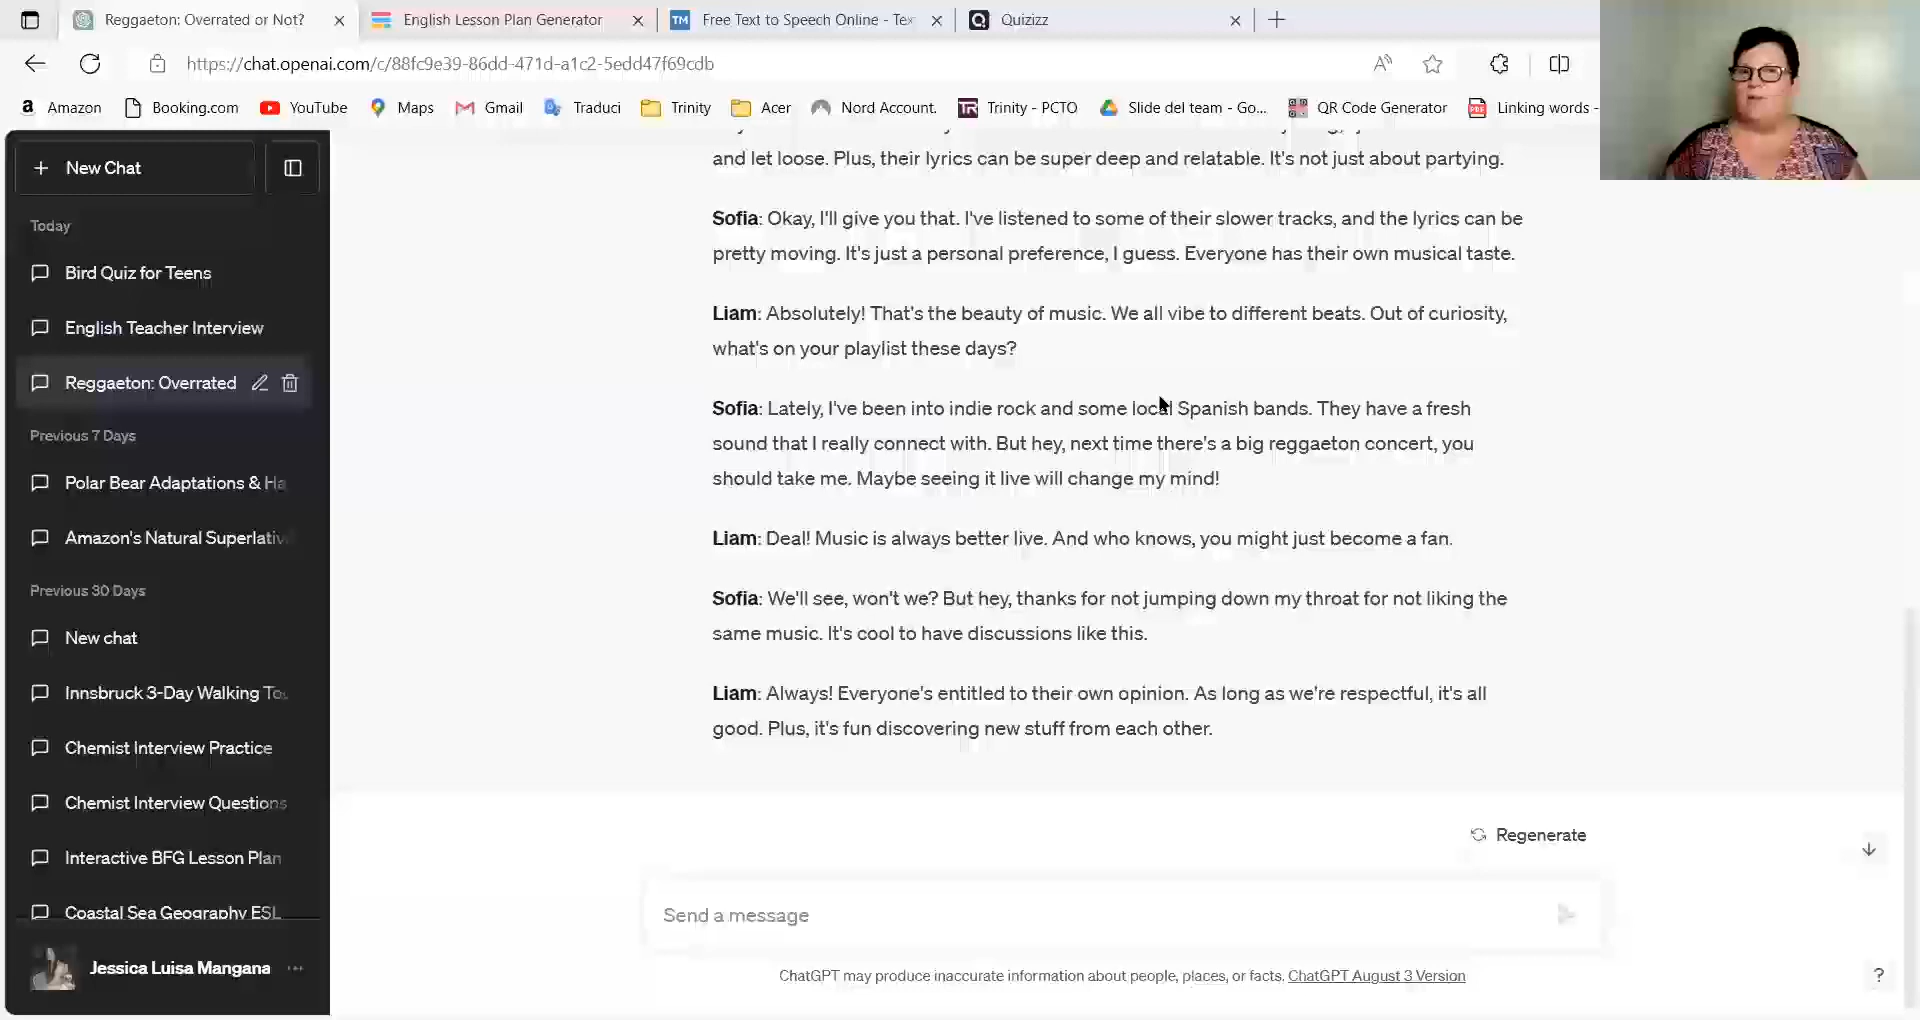 Reggaeton: Overrated or Not?
English Lesson Plan Generator
TM Free Text to Speech Online - Tex
Quizizz
https://chat.openai.com/c/88fc9e39-86dd-471d-a1c2-5edd47f69cdb
Amazon Booking.com YouTube Maps Gmail Traduci Trinity Acer Nord Account. TR Trinity - PCTO Slide del team - Go... QR Code Generator PDF Linking words -
New Chat
Today
Bird Quiz for Teens
English Teacher Interview
Reggaeton: Overrated
Previous 7 Days
Polar Bear Adaptations & Ha
Amazon's Natural Superlativ
Previous 30 Days
New chat
Innsbruck 3-Day Walking To
Chemist Interview Practice
Chemist Interview Questions
Interactive BFG Lesson Plan
Coastal Sea Geography ESL
Jessica Luisa Mangana
and let loose. Plus, their lyrics can be super deep and relatable. It's not just about partying.
Sofia: Okay, I'll give you that. I've listened to some of their slower tracks, and the lyrics can be
pretty moving. It's just a personal preference, I guess. Everyone has their own musical taste.
Liam: Absolutely! That's the beauty of music. We all vibe to different beats. Out of curiosity,
what's on your playlist these days?
Sofia: Lately, I've been into indie rock and some local Spanish bands. They have a fresh
sound that I really connect with. But hey, next time there's a big reggaeton concert, you
should take me. Maybe seeing it live will change my mind!
Liam: Deal! Music is always better live. And who knows, you might just become a fan.
Sofia: We'll see, won't we? But hey, thanks for not jumping down my throat for not liking the
same music. It's cool to have discussions like this.
Liam: Always! Everyone's entitled to their own opinion. As long as we're respectful, it's all
good. Plus, it's fun discovering new stuff from each other.
Regenerate
Send a message
ChatGPT may produce inaccurate information about people, places, or facts. ChatGPT August 3 Version
?